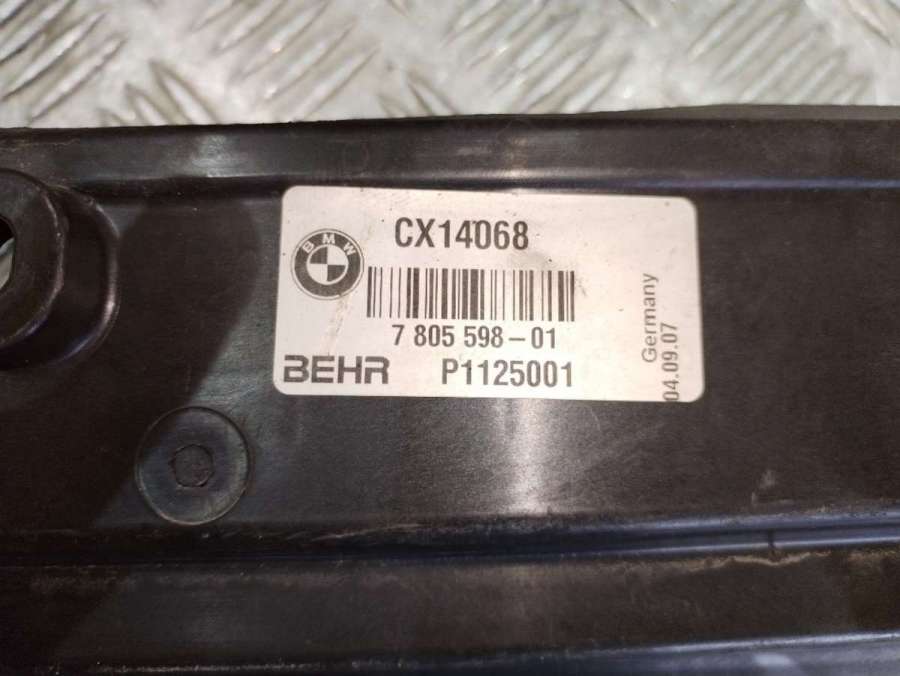 CX14068
BMW
7 805 598-01
BEHR P1125001
Germany
04.09.07